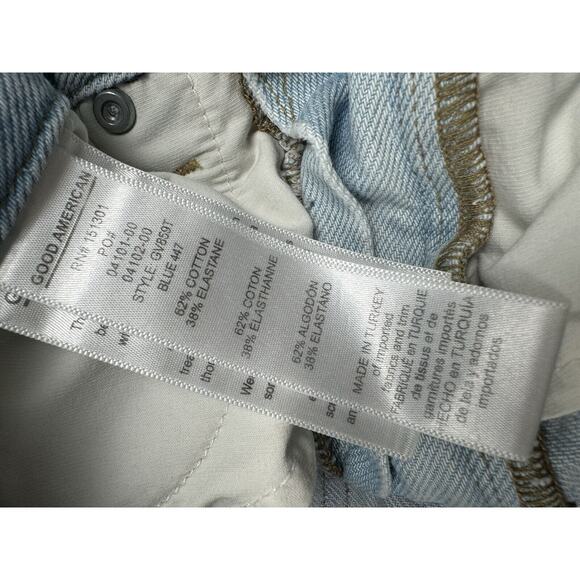 GOOD AMERICAN
RN# 151301
PO#
04101-00
04102-00
STYLE: GV859T
BLUE 447
62% COTTON
38% ELASTANE
62% COTON
38% ELASTHANNE
62% ALGODÓN
38% ELASTANO
MADE IN TURKEY
of imported
fabrics and trim
FABRIQUÉ en TURQUIE
de tissus et de
garnitures importés
HECHO en TURQUÍA
de tela y adornos
importados.